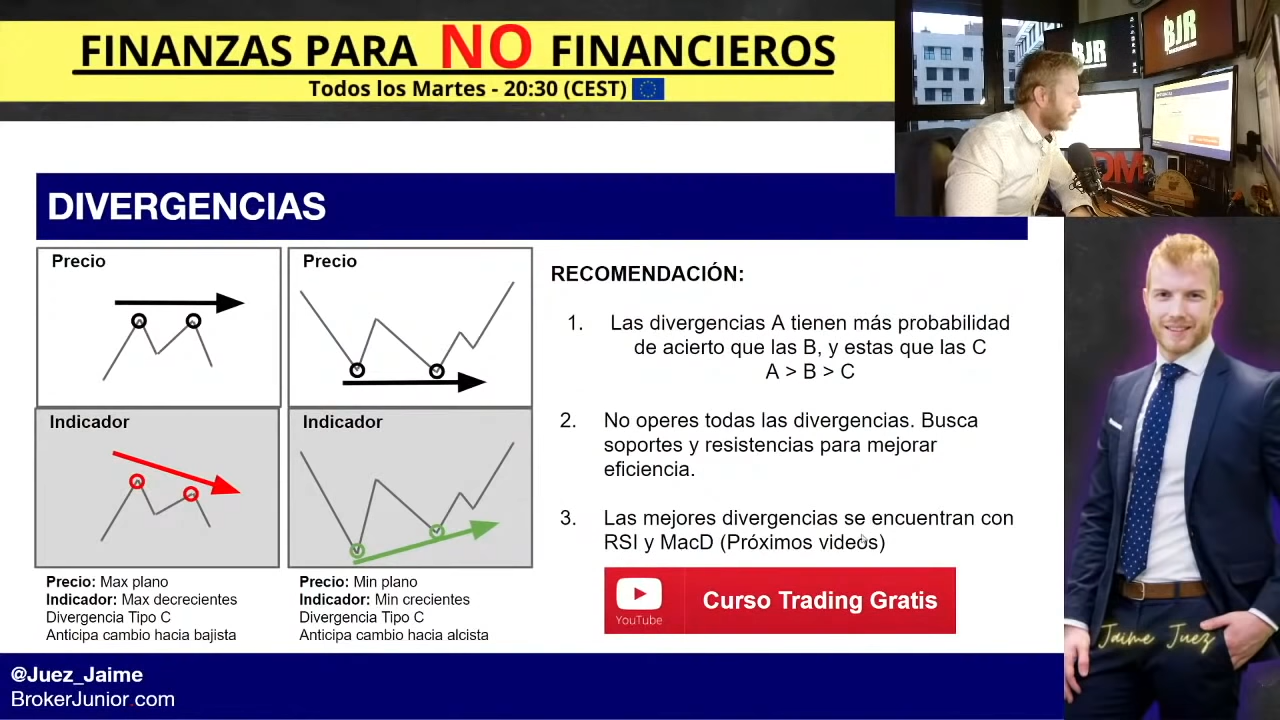 FINANZAS PARA NO FINANCIEROS
Todos los Martes - 20:30 (CEST)
BJR
BJR
DIVERGENCIAS
Precio
Precio
Indicador
Indicador
Precio: Max plano
Indicador: Max decrecientes
Divergencia Tipo C
Anticipa cambio hacia bajista
Precio: Min plano
Indicador: Min crecientes
Divergencia Tipo C
Anticipa cambio hacia alcista
RECOMENDACIÓN:
1. Las divergencias A tienen más probabilidad
de acierto que las B, y estas que las C
A > B > C
2. No operes todas las divergencias. Busca
soportes y resistencias para mejorar
eficiencia.
3. Las mejores divergencias se encuentran con
RSI y MacD (Próximos videos)
YouTube
Curso Trading Gratis
Jaime Juez
@Juez_Jaime
BrokerJunior.com